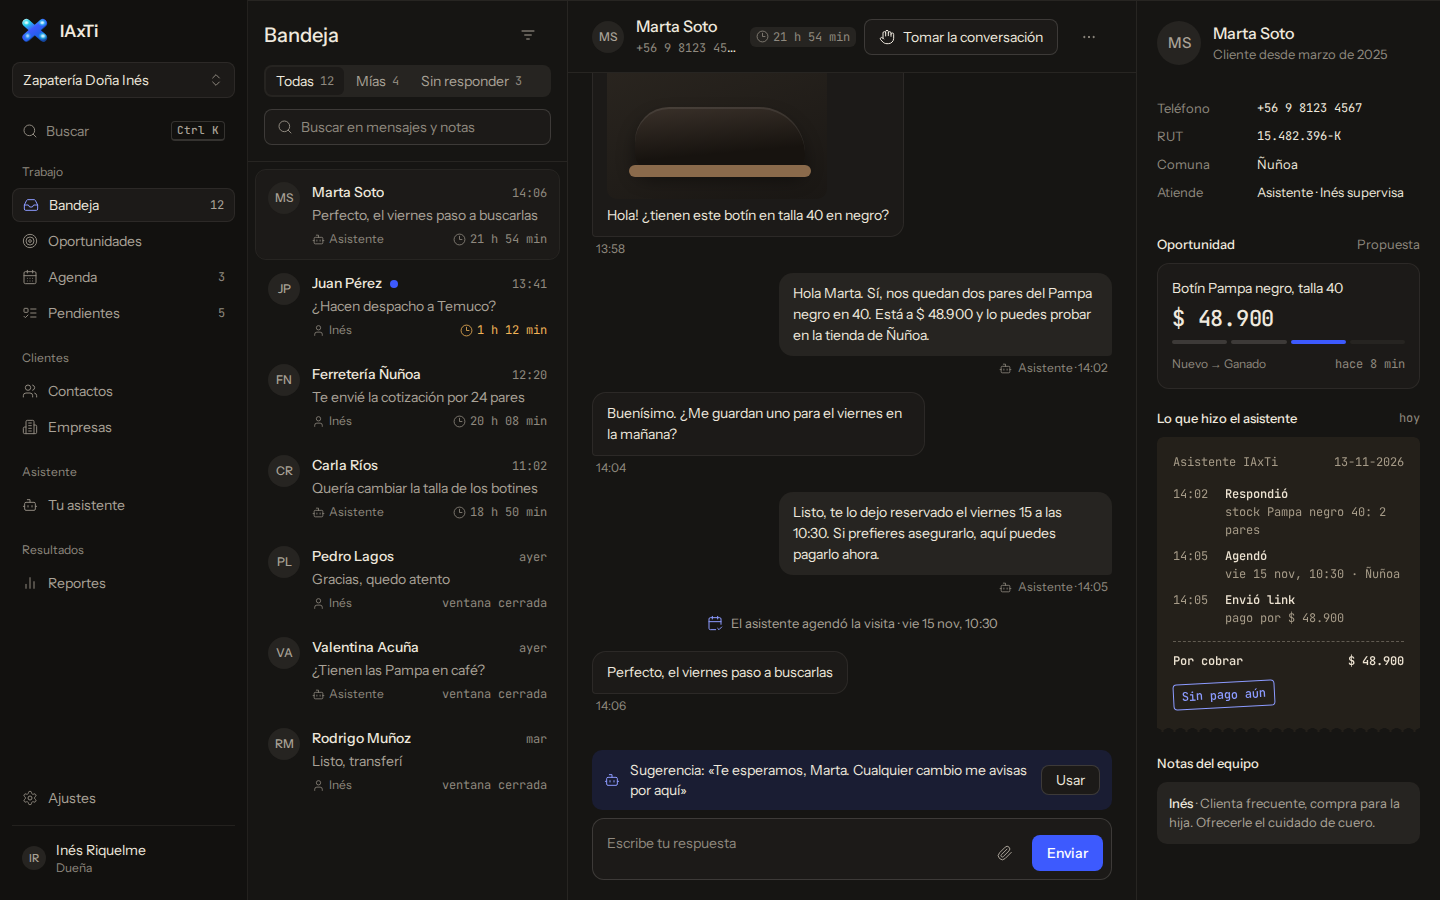 IAxTi
Zapatería Doña Inés
Buscar
Ctrl K
Trabajo
Bandeja 12
Oportunidades
Agenda 3
Pendientes 5
Clientes
Contactos
Empresas
Asistente
Tu asistente
Resultados
Reportes
Ajustes
IR
Inés Riquelme
Dueña
Bandeja
Todas 12 Mías 4 Sin responder 3
Buscar en mensajes y notas
MS
Marta Soto 14:06
Perfecto, el viernes paso a buscarlas
Asistente 21 h 54 min
JP
Juan Pérez 13:41
¿Hacen despacho a Temuco?
Inés 1 h 12 min
FN
Ferretería Ñuñoa 12:20
Te envié la cotización por 24 pares
Inés 20 h 08 min
CR
Carla Ríos 11:02
Quería cambiar la talla de los botines
Asistente 18 h 50 min
PL
Pedro Lagos ayer
Gracias, quedo atento
Inés ventana cerrada
VA
Valentina Acuña ayer
¿Tienen las Pampa en café?
Asistente ventana cerrada
RM
Rodrigo Muñoz mar
Listo, transferí
Inés ventana cerrada
MS
Marta Soto
+56 9 8123 45…
21 h 54 min
Tomar la conversación
Hola! ¿tienen este botín en talla 40 en negro?
13:58
Hola Marta. Sí, nos quedan dos pares del Pampa
negro en 40. Está a $ 48.900 y lo puedes probar
en la tienda de Ñuñoa.
Asistente · 14:02
Buenísimo. ¿Me guardan uno para el viernes en
la mañana?
14:04
Listo, te lo dejo reservado el viernes 15 a las
10:30. Si prefieres asegurarlo, aquí puedes
pagarlo ahora.
Asistente · 14:05
El asistente agendó la visita · vie 15 nov, 10:30
Perfecto, el viernes paso a buscarlas
14:06
Sugerencia: «Te esperamos, Marta. Cualquier cambio me avisas
por aquí»
Usar
Escribe tu respuesta
Enviar
MS
Marta Soto
Cliente desde marzo de 2025
Teléfono +56 9 8123 4567
RUT 15.482.396-K
Comuna Ñuñoa
Atiende Asistente · Inés supervisa
Oportunidad Propuesta
Botín Pampa negro, talla 40
$ 48.900
Nuevo → Ganado hace 8 min
Lo que hizo el asistente hoy
Asistente IAxTi 13-11-2026
14:02 Respondió
stock Pampa negro 40: 2
pares
14:05 Agendó
vie 15 nov, 10:30 · Ñuñoa
14:05 Envió link
pago por $ 48.900
Por cobrar $ 48.900
Sin pago aún
Notas del equipo
Inés · Clienta frecuente, compra para la
hija. Ofrecerle el cuidado de cuero.